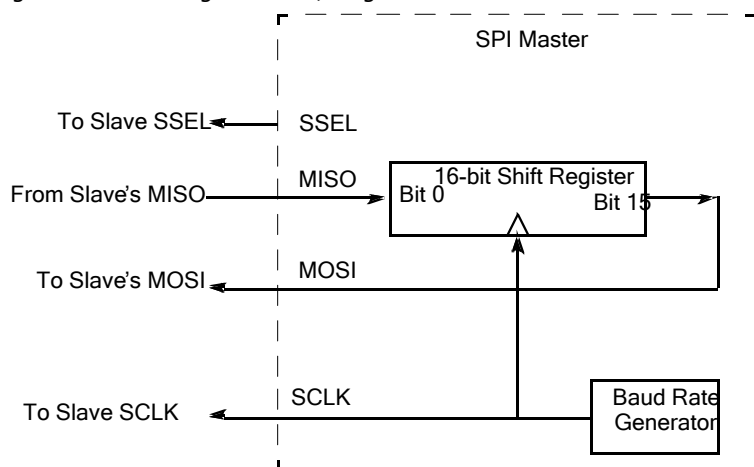 SPI Master
To Slave SSEL SSEL
From Slave's MISO MISO
16-bit Shift Register
Bit 0 Bit 15
To Slave's MOSI MOSI
To Slave SCLK SCLK
Baud Rate
Generator